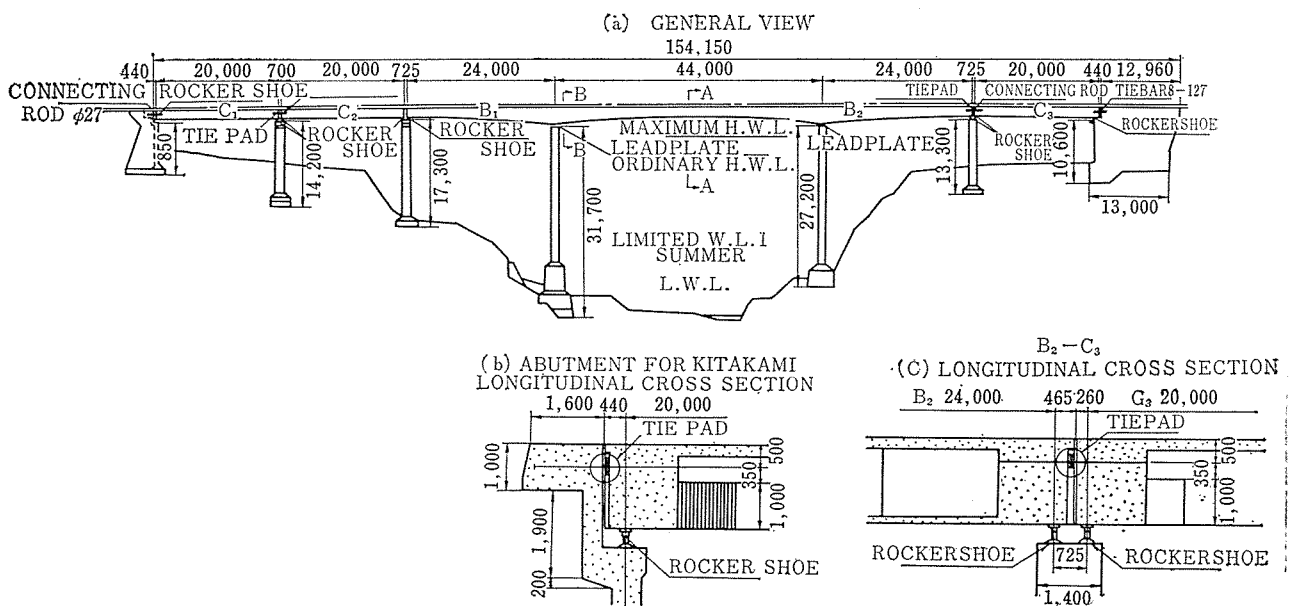 (a) GENERAL VIEW
154,150
440 20,000 700 20,000 725 24,000 44,000 24,000 725 20,000 440 12,960
CONNECTING ROCKER SHOE
ROD φ27
B A
TIEPAD CONNECTING ROD TIEBAR8-127
C₁ C₂ B₁ B₂ C₃
TIE PAD ROCKER SHOE
ROCKER SHOE
MAXIMUM H.W.L.
B LEADPLATE
ORDINARY H.W.L.
A
LEADPLATE
ROCKER SHOE
ROCKERSHOE
850
14,200
17,300
31,700
27,200
13,300
10,600
13,000
LIMITED W.L.I
SUMMER
L.W.L.
(b) ABUTMENT FOR KITAKAMI
LONGITUDINAL CROSS SECTION
1,600 440 20,000
TIE PAD
1,000
500
350
1,000
1,900
200
ROCKER SHOE
B₂-C₃
(C) LONGITUDINAL CROSS SECTION
B₂ 24,000 465 260 G₃ 20,000
TIEPAD
500
350
1,000
ROCKERSHOE 725 ROCKERSHOE
1,400